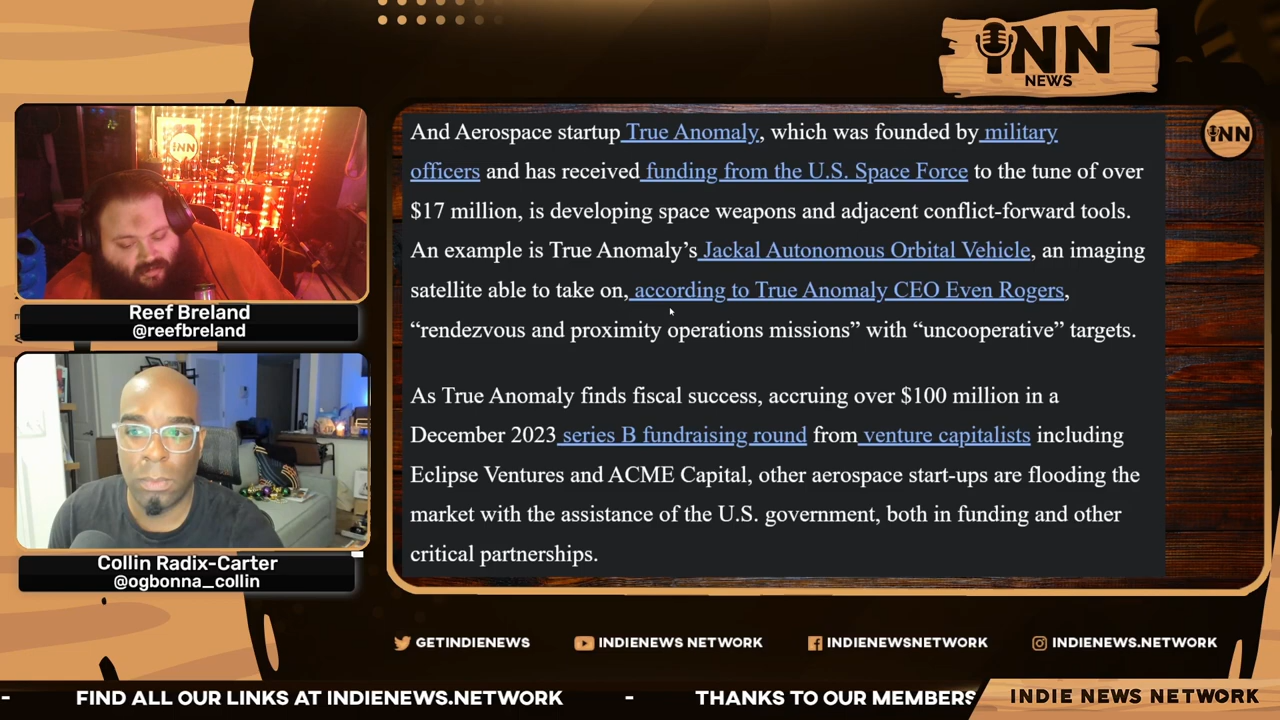 INN
NEWS
INN
And Aerospace startup True Anomaly, which was founded by military
officers and has received funding from the U.S. Space Force to the tune of over
$17 million, is developing space weapons and adjacent conflict-forward tools.
An example is True Anomaly’s Jackal Autonomous Orbital Vehicle, an imaging
satellite able to take on, according to True Anomaly CEO Even Rogers,
“rendezvous and proximity operations missions” with “uncooperative” targets.
As True Anomaly finds fiscal success, accruing over $100 million in a
December 2023 series B fundraising round from venture capitalists including
Eclipse Ventures and ACME Capital, other aerospace start-ups are flooding the
market with the assistance of the U.S. government, both in funding and other
critical partnerships.
INN
Reef Breland
@reefbreland
Collin Radix-Carter
@ogbonna_collin
GETINDIENEWS
INDIENEWS NETWORK
INDIENEWSNETWORK
INDIENEWS.NETWORK
- FIND ALL OUR LINKS AT INDIENEWS.NETWORK - THANKS TO OUR MEMBERS
INDIE NEWS NETWORK